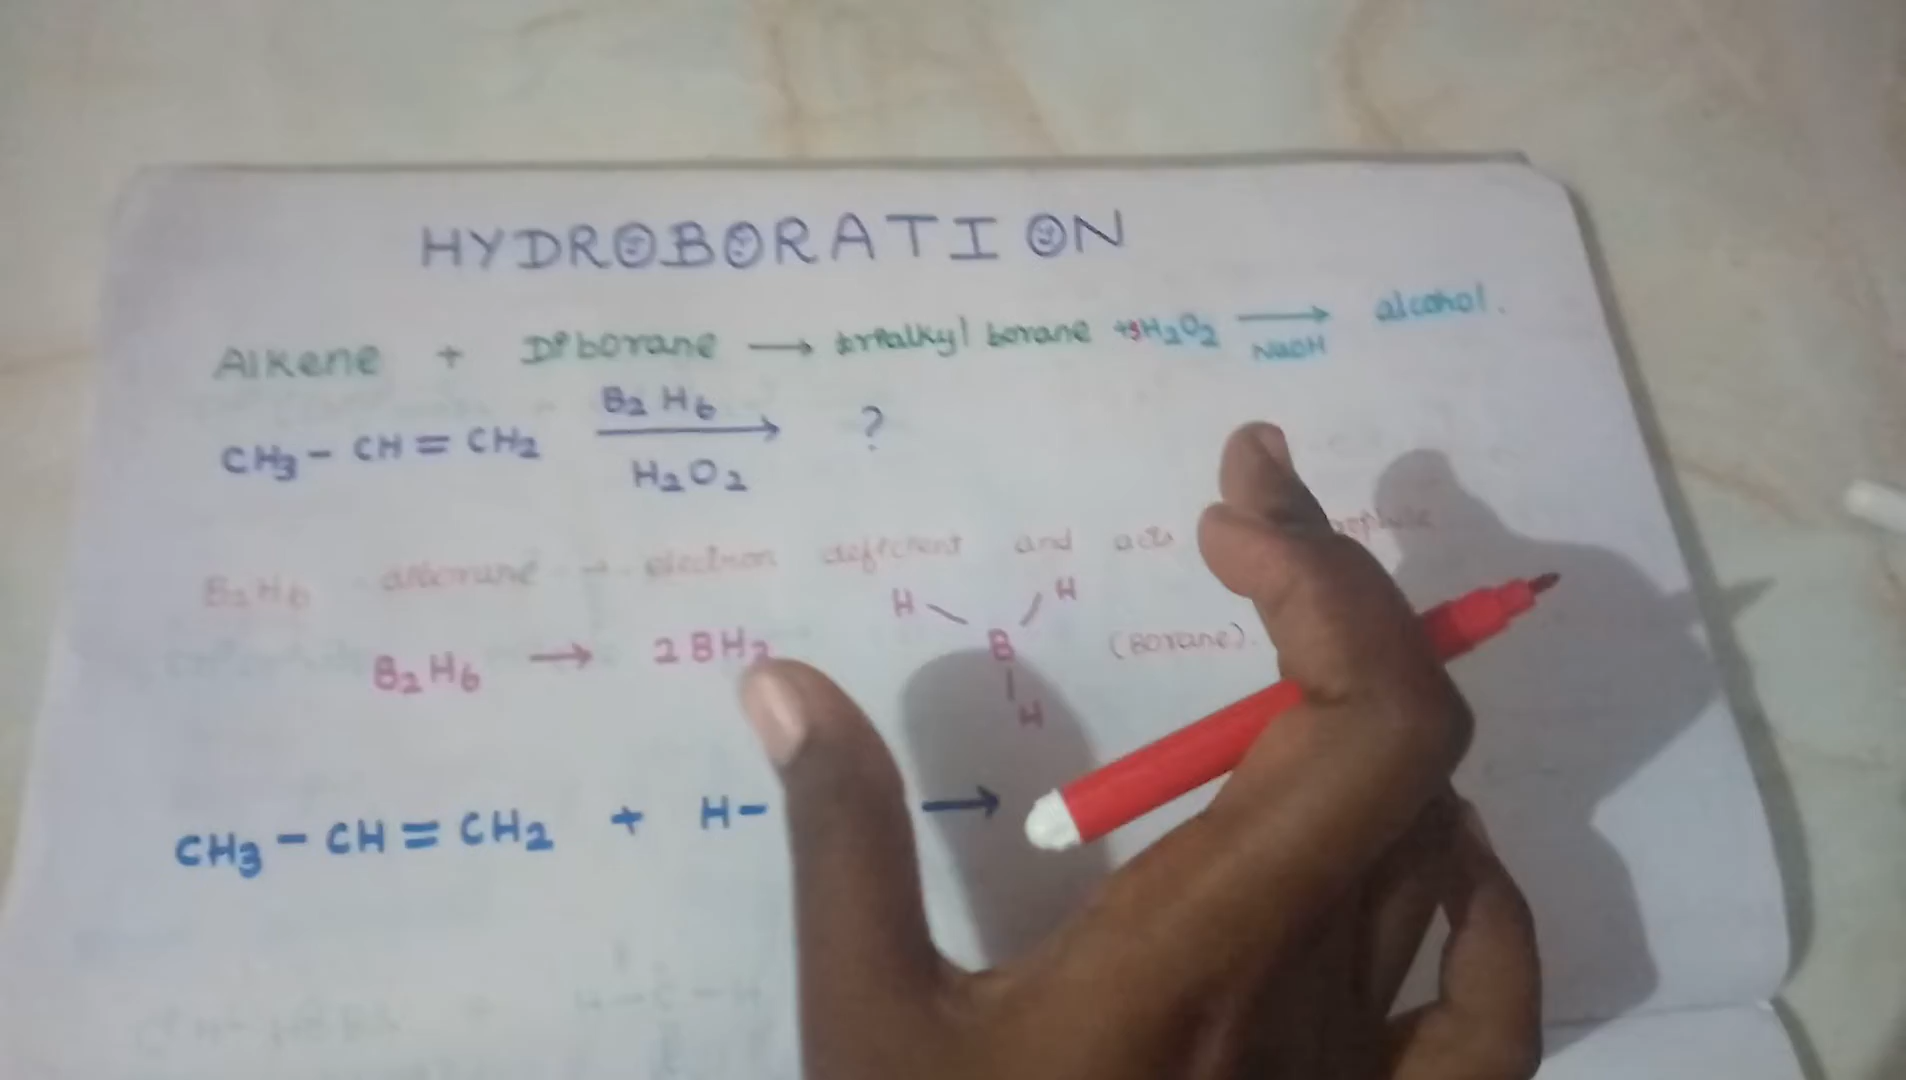 HYDROBORATION
Alkene + Diborane → trialkyl borane +3H2O2 → alcohol.
NaOH
B2H6
CH3 – CH = CH2 → ?
H2O2
B2H6 diborane → electron deficient and acts
H H
B2H6 → 2BH3 B (Borane).
H
CH3 – CH = CH2 + H – →